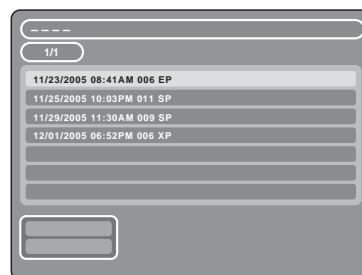 – – – –
1/1
11/23/2005 08:41AM 006 EP
11/25/2005 10:03PM 011 SP
11/29/2005 11:30AM 009 SP
12/01/2005 06:52PM 006 XP